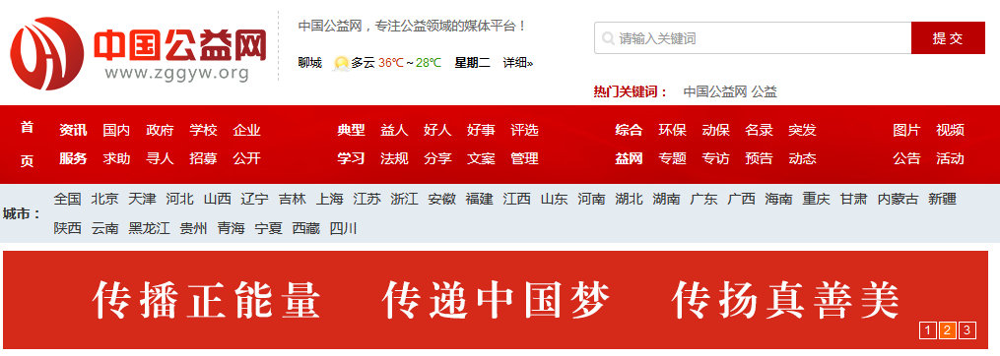 中国公益网
www.zggyw.org
中国公益网，专注公益领域的媒体平台！
聊城 多云 36℃～28℃ 星期二 详细»
请输入关键词 提 交
热门关键词： 中国公益网 公益
首 资讯 国内 政府 学校 企业 典型 益人 好人 好事 评选 综合 环保 动保 名录 突发 图片 视频
页 服务 求助 寻人 招募 公开 学习 法规 分享 文案 管理 益网 专题 专访 预告 动态 公告 活动
城市： 全国 北京 天津 河北 山西 辽宁 吉林 上海 江苏 浙江 安徽 福建 江西 山东 河南 湖北 湖南 广东 广西 海南 重庆 甘肃 内蒙古 新疆
陕西 云南 黑龙江 贵州 青海 宁夏 西藏 四川
传播正能量 传递中国梦 传扬真善美
1 2 3